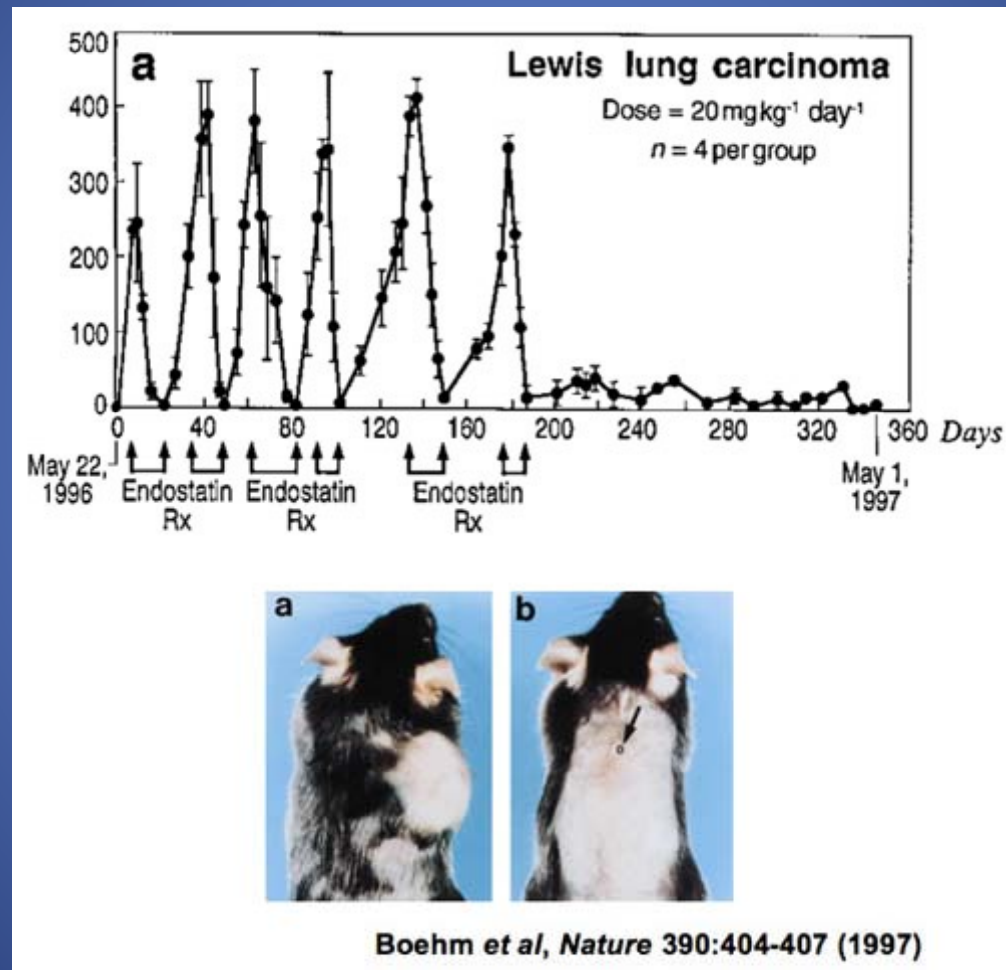 500
a
Lewis lung carcinoma
400
Dose = 20 mg kg⁻¹ day⁻¹
n = 4 per group
300
200
100
0
0 40 80 120 160 200 240 280 320 360 Days
May 22,
1996
Endostatin
Rx
Endostatin
Rx
Endostatin
Rx
May 1,
1997
a
b
Boehm et al, Nature 390:404-407 (1997)